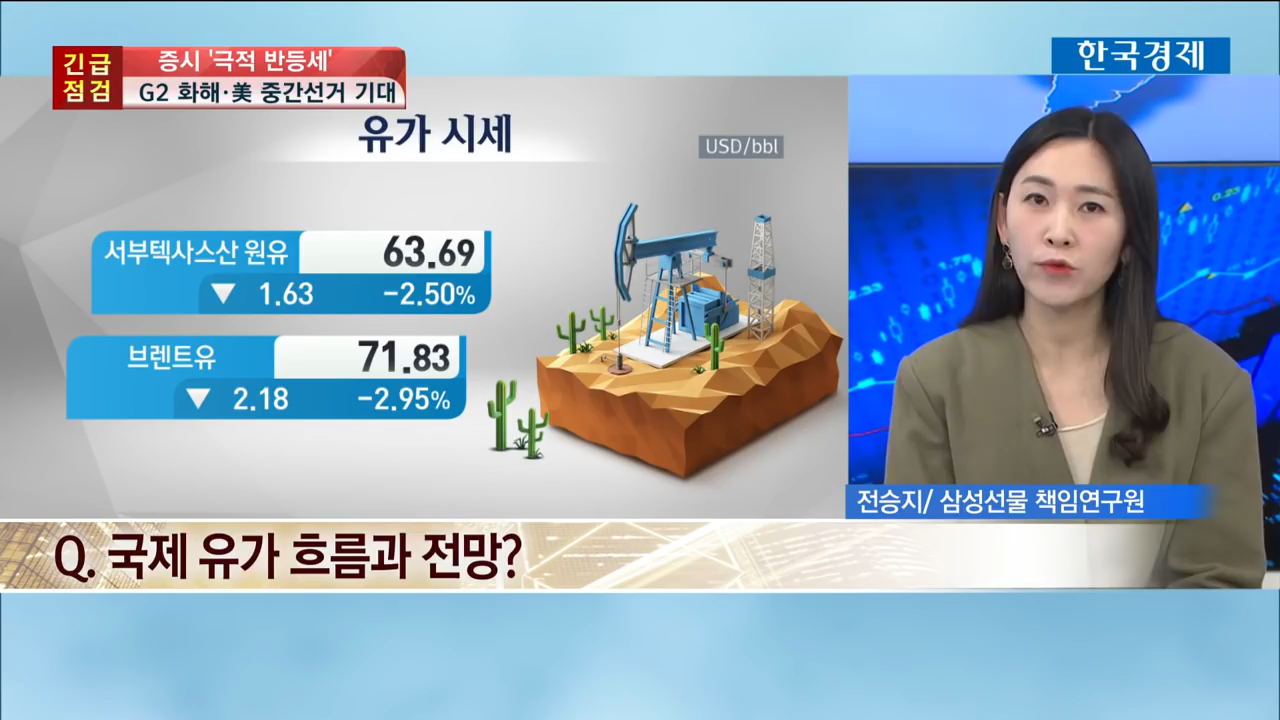 긴급
점검
증시 '극적 반등세'
G2 화해·美 중간선거 기대
한국경제
유가 시세
USD/bbl
서부텍사스산 원유 63.69
▼ 1.63 -2.50%
브렌트유 71.83
▼ 2.18 -2.95%
0.23
2.33
전승지/ 삼성선물 책임연구원
Q. 국제 유가 흐름과 전망?